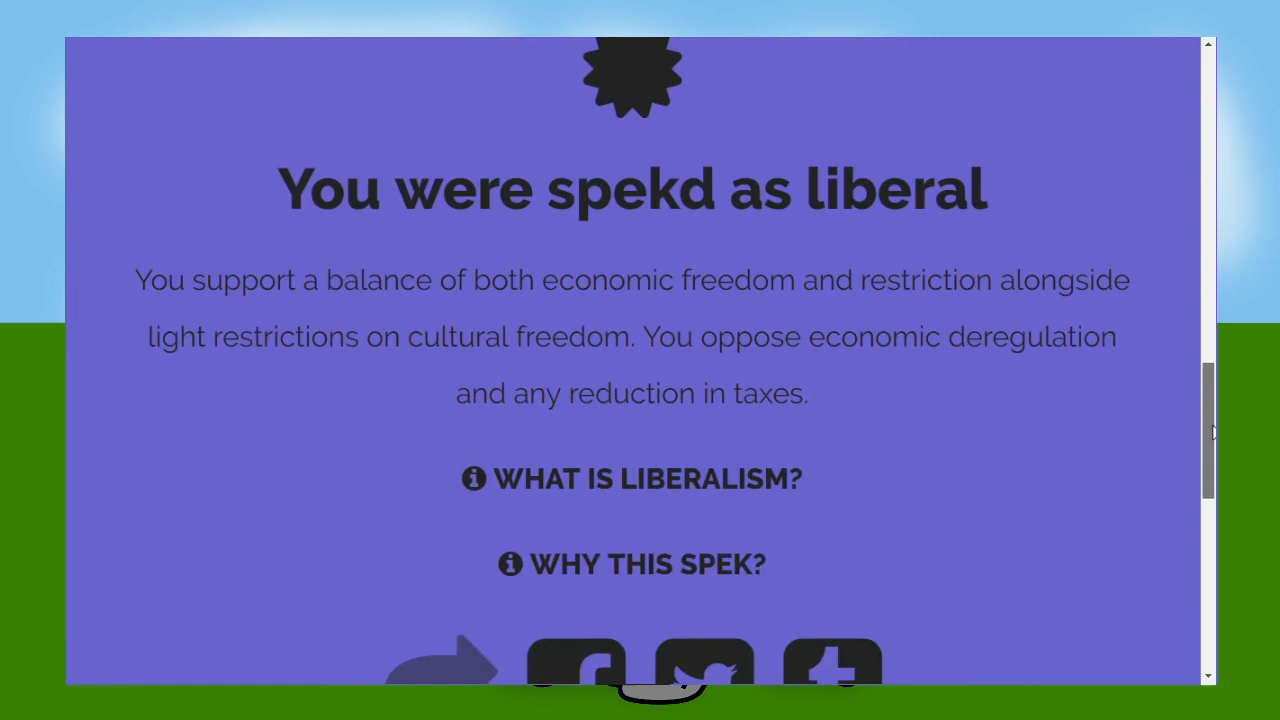 You were spekd as liberal
You support a balance of both economic freedom and restriction alongside
light restrictions on cultural freedom. You oppose economic deregulation
and any reduction in taxes.
WHAT IS LIBERALISM?
WHY THIS SPEK?